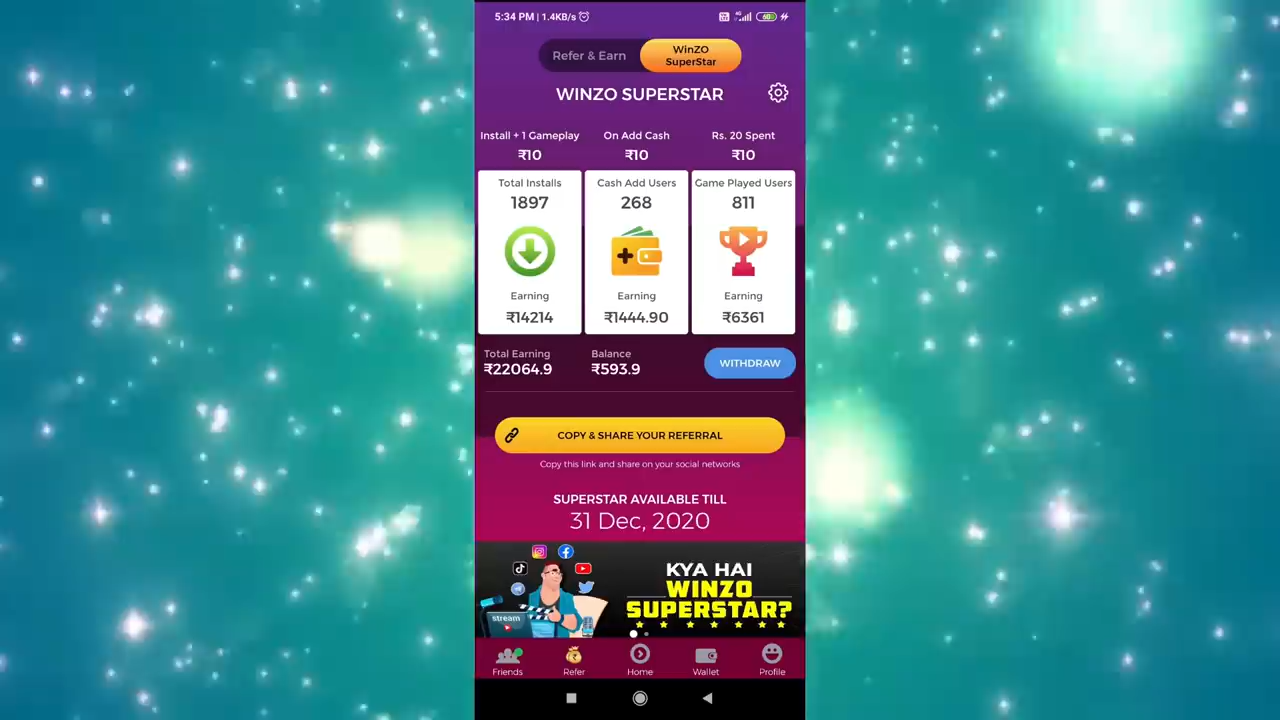 5:34 PM | 1.4KB/s
4G
60
Refer & Earn
WinZO
SuperStar
WINZO SUPERSTAR
Install + 1 Gameplay
₹10
On Add Cash
₹10
Rs. 20 Spent
₹10
Total Installs
1897
Earning
₹14214
Cash Add Users
268
Earning
₹1444.90
Game Played Users
811
Earning
₹6361
Total Earning
₹22064.9
Balance
₹593.9
WITHDRAW
COPY & SHARE YOUR REFERRAL
Copy this link and share on your social networks
SUPERSTAR AVAILABLE TILL
31 Dec, 2020
stream
KYA HAI
WINZO
SUPERSTAR?
Friends
Refer
Home
Wallet
Profile